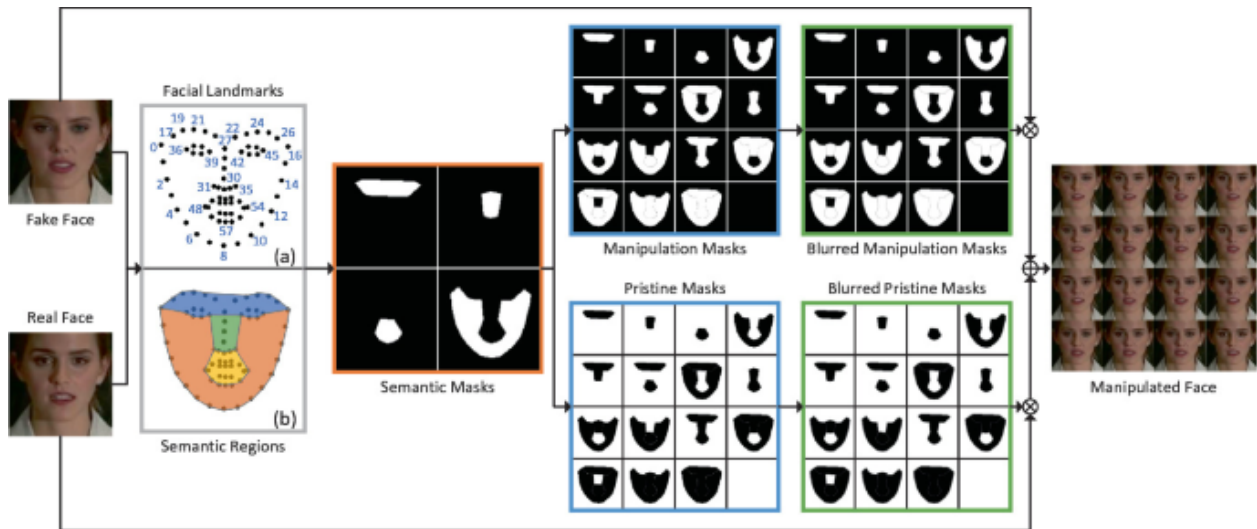 Facial Landmarks
19 21 22 24 26
17 27
0 36 39 42 45 16
2 30 14
31 35
48 54
4 12
57
6 10
8
(a)
Fake Face
Real Face
(b)
Semantic Regions
Semantic Masks
Manipulation Masks
Blurred Manipulation Masks
Pristine Masks
Blurred Pristine Masks
Manipulated Face